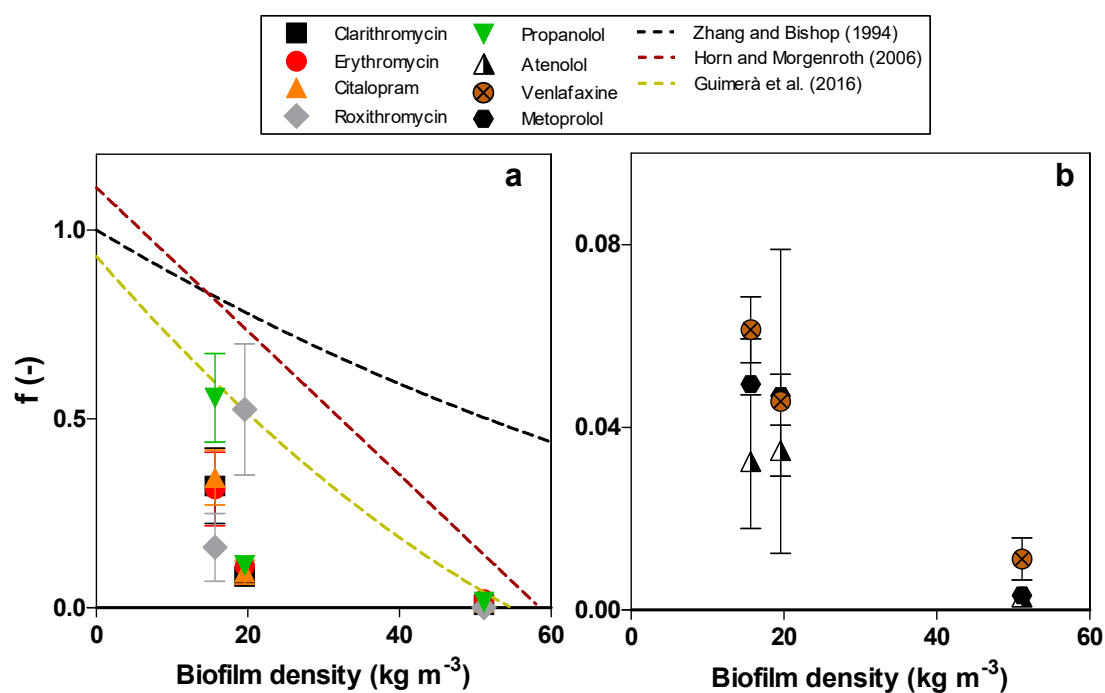 Clarithromycin Propanolol Zhang and Bishop (1994)
Erythromycin Atenolol Horn and Morgenroth (2006)
Citalopram Venlafaxine Guimerà et al. (2016)
Roxithromycin Metoprolol
a
b
f (-)
1.0
0.5
0.0
0 20 40 60
Biofilm density (kg m⁻³)
0.08
0.04
0.00
0 20 40 60
Biofilm density (kg m⁻³)